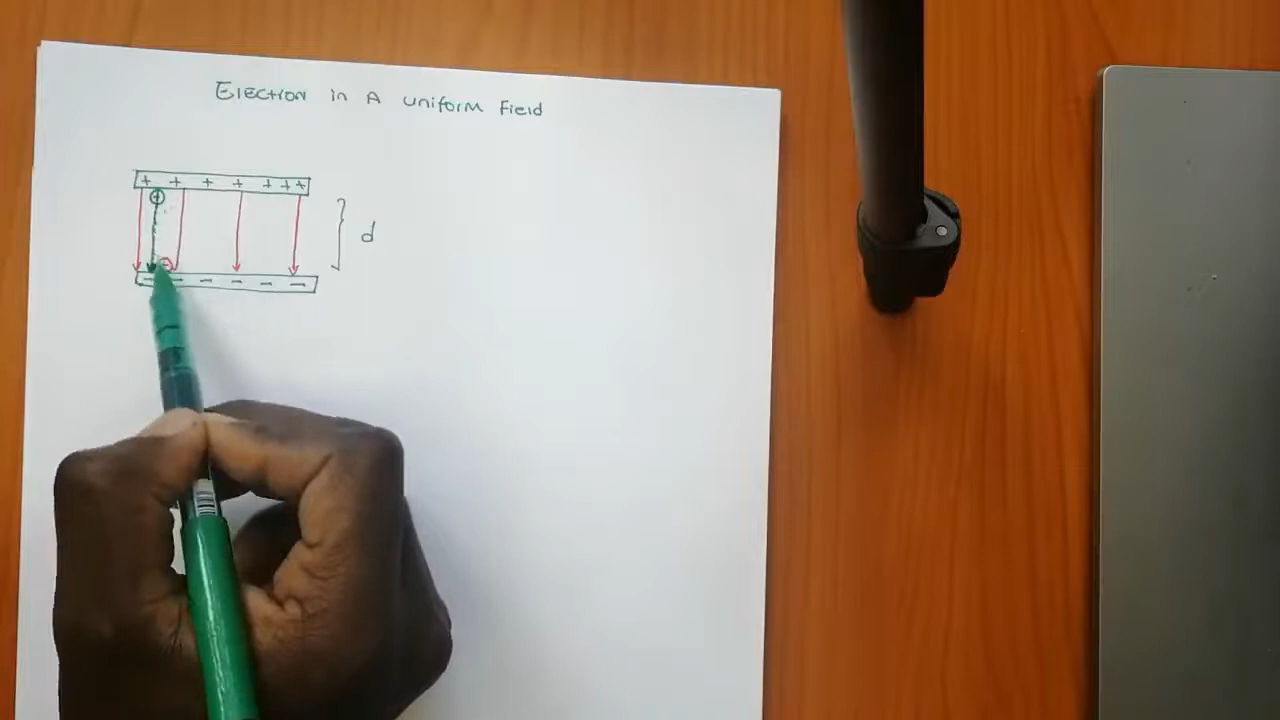 Electron in A uniform Field
+ + + + + + +
+
d
- - - - - -